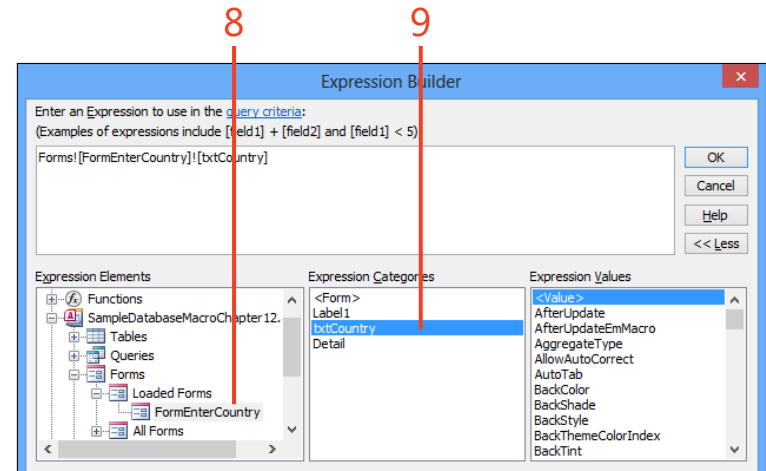 8 9
Expression Builder
Enter an Expression to use in the query criteria:
(Examples of expressions include [field1] + [field2] and [field1] < 5)
Forms![FormEnterCountry]![txtCountry]
OK
Cancel
Help
<< Less
Expression Elements
Functions
SampleDatabaseMacroChapter12.
Tables
Queries
Forms
Loaded Forms
FormEnterCountry
All Forms
Expression Categories
<Form>
Label1
txtCountry
Detail
Expression Values
<Value>
AfterUpdate
AfterUpdateEmMacro
AggregateType
AllowAutoCorrect
AutoTab
BackColor
BackShade
BackStyle
BackThemeColorIndex
BackTint